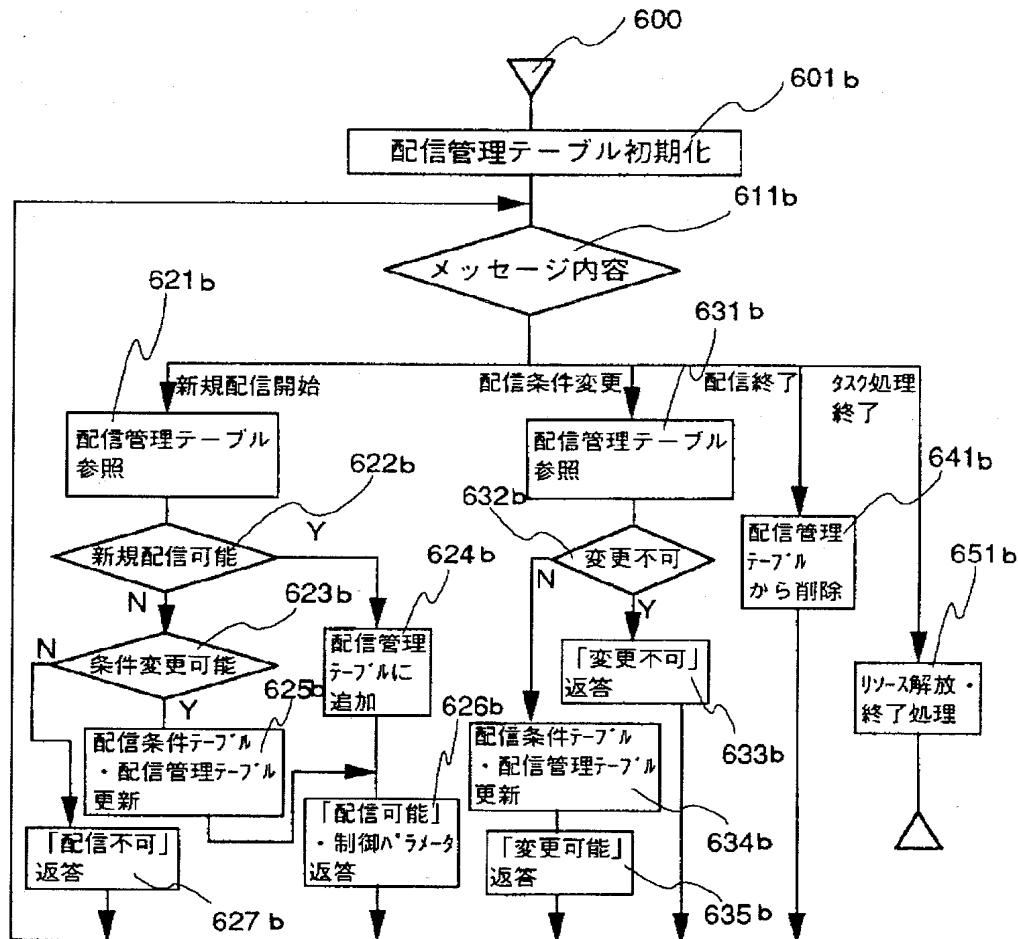 600
601b
配信管理テーブル初期化
611b
メッセージ内容
621b
631b
新規配信開始
配信条件変更
配信終了
タスク処理
終了
配信管理テーブル
参照
配信管理テーブル
参照
622b
632b
641b
新規配信可能
Y
N
624b
変更不可
N
Y
配信管理
テーブル
から削除
651b
623b
N
条件変更可能
Y
配信管理
テーブルに
追加
「変更不可」
返答
633b
リソース解放・
終了処理
625b
626b
配信条件テーブル
・配信管理テーブル
更新
配信条件テーブル
・配信管理テーブル
更新
634b
「配信可能」
・制御パラメータ
返答
「配信不可」
返答
627b
「変更可能」
返答
635b